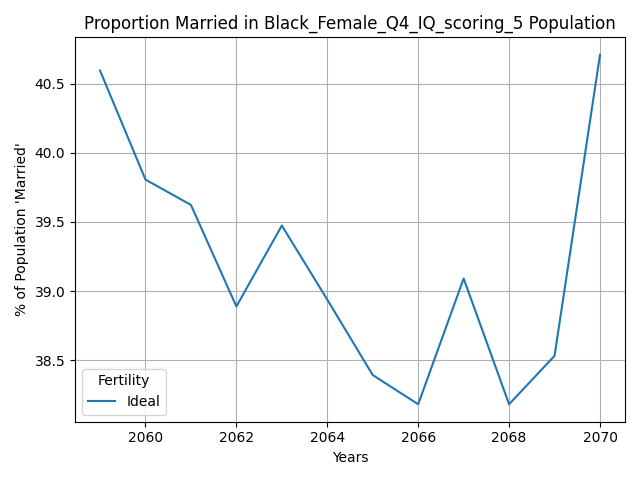 Proportion Married in Black_Female_Q4_IQ_scoring_5 Population
% of Population 'Married'
40.5
40.0
39.5
39.0
38.5
Fertility
Ideal
2060 2062 2064 2066 2068 2070
Years